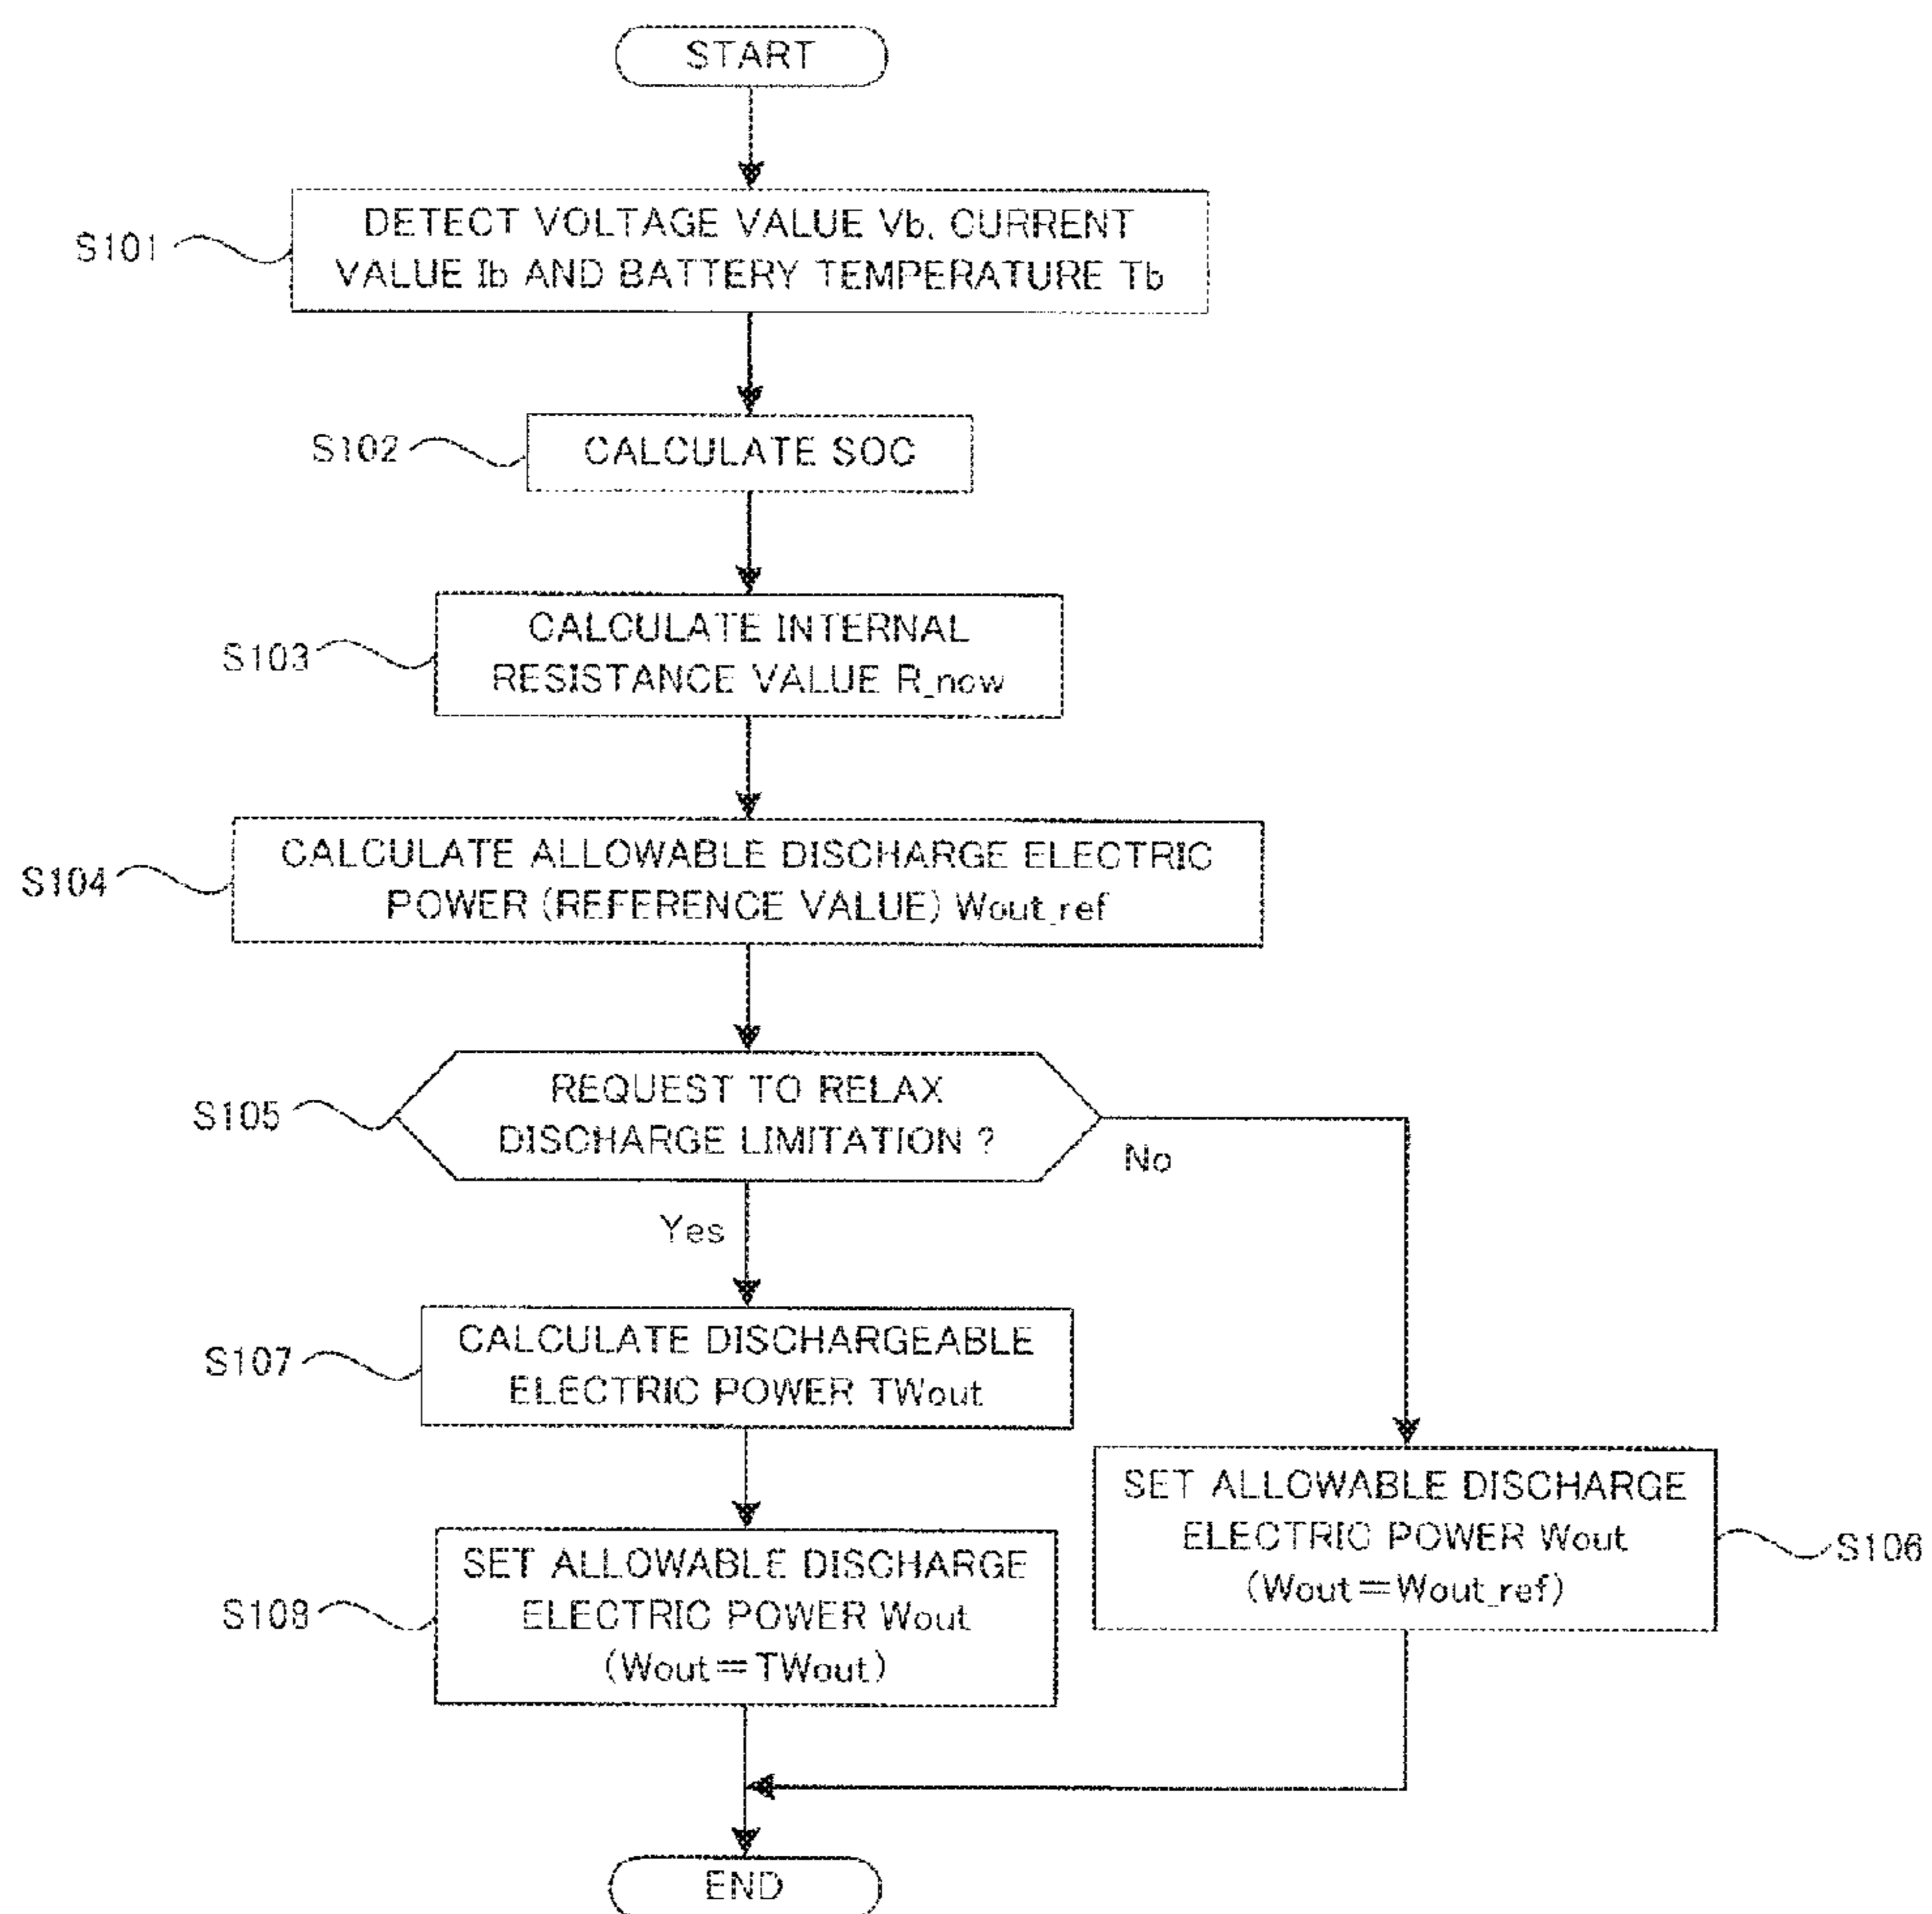 START
S101
DETECT VOLTAGE VALUE Vb, CURRENT
VALUE Ib AND BATTERY TEMPERATURE Tb
S102
CALCULATE SOC
S103
CALCULATE INTERNAL
RESISTANCE VALUE R_now
S104
CALCULATE ALLOWABLE DISCHARGE ELECTRIC
POWER (REFERENCE VALUE) Wout_ref
S105
REQUEST TO RELAX
DISCHARGE LIMITATION ?
No
Yes
S107
CALCULATE DISCHARGEABLE
ELECTRIC POWER TWout
SET ALLOWABLE DISCHARGE
ELECTRIC POWER Wout
(Wout=Wout_ref)
S106
S108
SET ALLOWABLE DISCHARGE
ELECTRIC POWER Wout
(Wout=TWout)
END